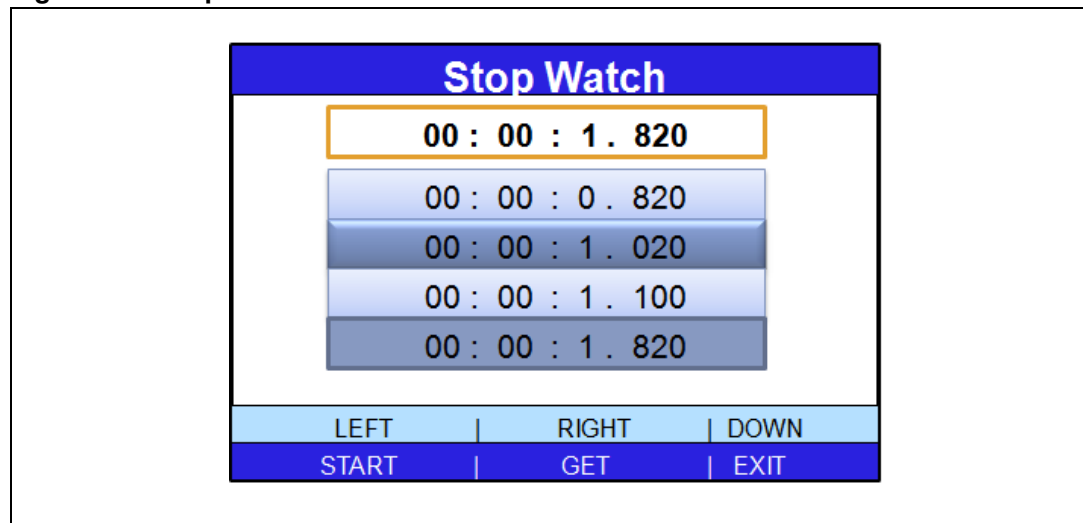 Stop Watch
00 : 00 : 1 . 820
00 : 00 : 0 . 820
00 : 00 : 1 . 020
00 : 00 : 1 . 100
00 : 00 : 1 . 820
LEFT | RIGHT | DOWN
START | GET | EXIT